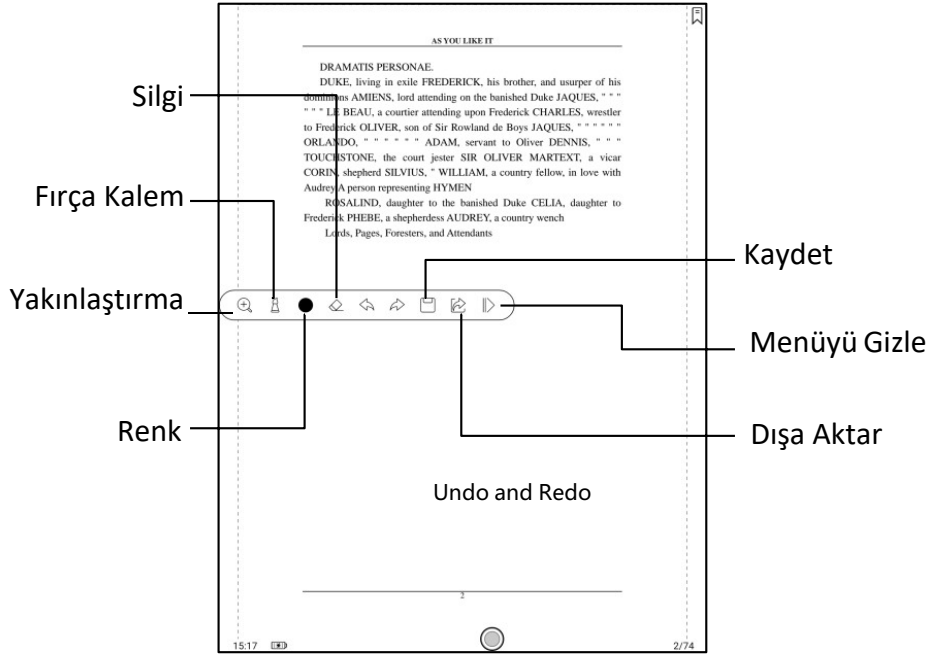 AS YOU LIKE IT
DRAMATIS PERSONAE.
DUKE, living in exile FREDERICK, his brother, and usurper of his
dominions AMIENS, lord attending on the banished Duke JAQUES, " " "
" " " LE BEAU, a courtier attending upon Frederick CHARLES, wrestler
to Frederick OLIVER, son of Sir Rowland de Boys JAQUES, " " " " " "
ORLANDO, " " " " " " ADAM, servant to Oliver DENNIS, " " "
TOUCHSTONE, the court jester SIR OLIVER MARTEXT, a vicar
CORIN, shepherd SILVIUS, " WILLIAM, a country fellow, in love with
Audrey A person representing HYMEN
ROSALIND, daughter to the banished Duke CELIA, daughter to
Frederick PHEBE, a shepherdess AUDREY, a country wench
Lords, Pages, Foresters, and Attendants
Silgi
Fırça Kalem
Yakınlaştırma
Renk
Kaydet
Menüyü Gizle
Dışa Aktar
Undo and Redo
2
15:17
2/74